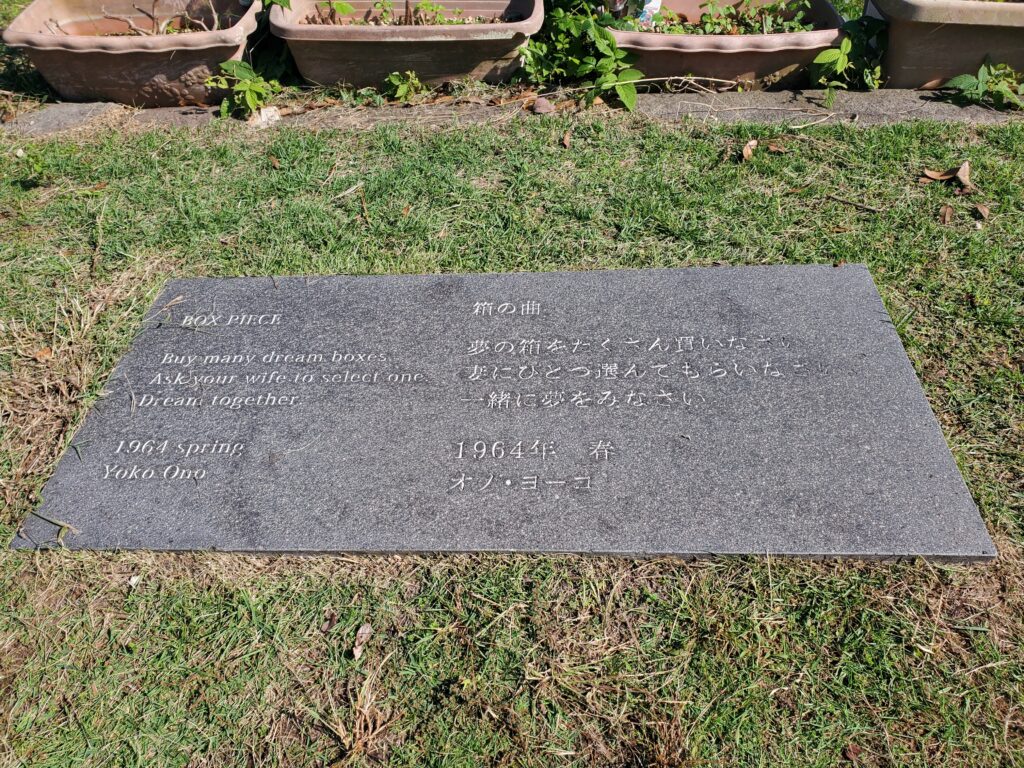 BOX PIECE
Buy many dream boxes.
Ask your wife to select one.
Dream together.
1964 spring
Yoko Ono
箱の曲
夢の箱をたくさん買いなさい
妻にひとつ選んでもらいなさい
一緒に夢をみなさい
1964年 春
オノ・ヨーコ